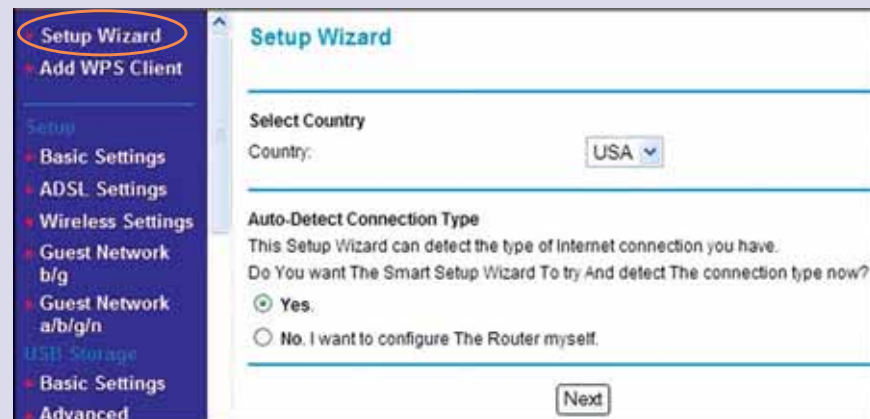 Setup Wizard
Add WPS Client
Setup
Basic Settings
ADSL Settings
Wireless Settings
Guest Network
b/g
Guest Network
a/b/g/n
USB Storage
Basic Settings
Advanced
Setup Wizard
Select Country
Country:
USA
Auto-Detect Connection Type
This Setup Wizard can detect the type of Internet connection you have.
Do You want The Smart Setup Wizard To try And detect The connection type now?
Yes.
No. I want to configure The Router myself.
Next